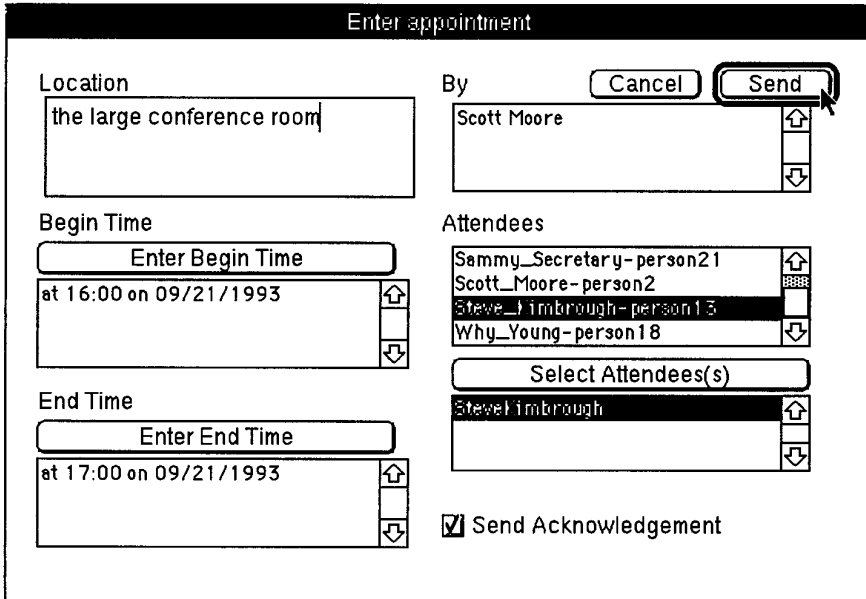 Enter appointment
Location
the large conference room
Begin Time
Enter Begin Time
at 16:00 on 09/21/1993
End Time
Enter End Time
at 17:00 on 09/21/1993
By
Cancel
Send
Scott Moore
Attendees
Sammy_Secretary-person21
Scott_Moore-person2
Steve_Kimbrough-person13
Why_Young-person18
Select Attendees(s)
SteveKimbrough
Send Acknowledgement